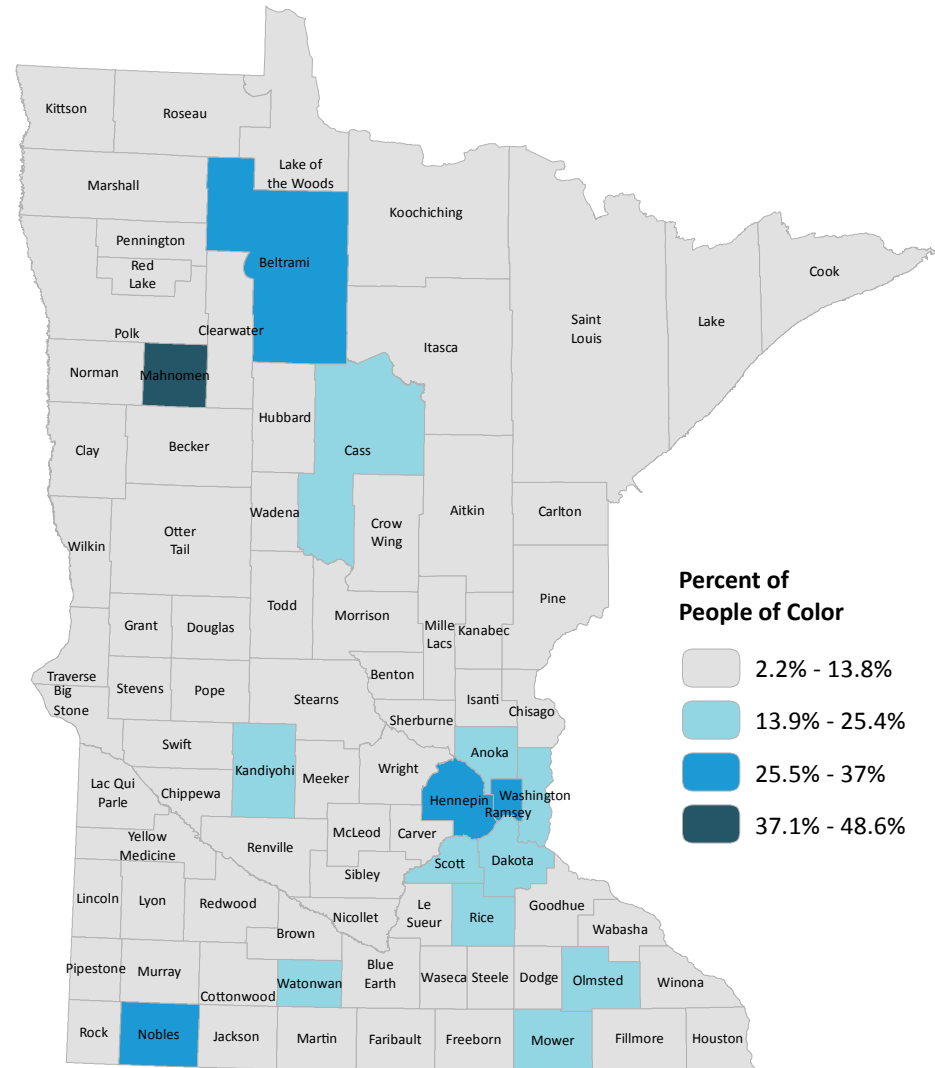 Kittson
Roseau
Lake of
the Woods
Marshall
Koochiching
Pennington
Beltrami
Red
Lake
Cook
Polk
Clearwater
Saint
Louis
Lake
Itasca
Norman
Mahnomen
Hubbard
Clay
Becker
Cass
Wadena
Aitkin
Carlton
Crow
Wing
Otter
Tail
Wilkin
Pine
Todd
Morrison
Grant
Douglas
Mille
Lacs
Kanabec
Traverse
Big
Stone
Stevens
Pope
Benton
Stearns
Isanti
Chisago
Sherburne
Swift
Anoka
Kandiyohi
Meeker
Wright
Lac Qui
Parle
Chippewa
Hennepin
Washington
Ramsey
Yellow
Medicine
Renville
McLeod
Carver
Scott
Dakota
Sibley
Lincoln
Lyon
Redwood
Nicollet
Le
Sueur
Rice
Goodhue
Brown
Wabasha
Pipestone
Murray
Cottonwood
Watonwan
Blue
Earth
Waseca
Steele
Dodge
Olmsted
Winona
Rock
Nobles
Jackson
Martin
Faribault
Freeborn
Mower
Fillmore
Houston
Percent of
People of Color
2.2% - 13.8%
13.9% - 25.4%
25.5% - 37%
37.1% - 48.6%